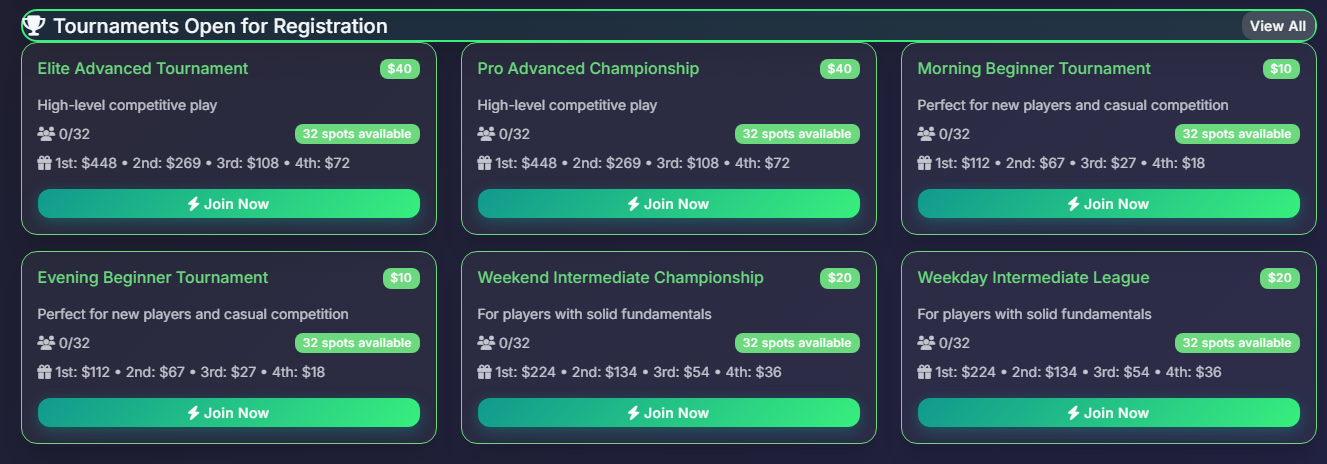 Tournaments Open for Registration
View All
Elite Advanced Tournament
$40
High-level competitive play
0/32
32 spots available
1st: $448 • 2nd: $269 • 3rd: $108 • 4th: $72
Join Now
Pro Advanced Championship
$40
High-level competitive play
0/32
32 spots available
1st: $448 • 2nd: $269 • 3rd: $108 • 4th: $72
Join Now
Morning Beginner Tournament
$10
Perfect for new players and casual competition
0/32
32 spots available
1st: $112 • 2nd: $67 • 3rd: $27 • 4th: $18
Join Now
Evening Beginner Tournament
$10
Perfect for new players and casual competition
0/32
32 spots available
1st: $112 • 2nd: $67 • 3rd: $27 • 4th: $18
Join Now
Weekend Intermediate Championship
$20
For players with solid fundamentals
0/32
32 spots available
1st: $224 • 2nd: $134 • 3rd: $54 • 4th: $36
Join Now
Weekday Intermediate League
$20
For players with solid fundamentals
0/32
32 spots available
1st: $224 • 2nd: $134 • 3rd: $54 • 4th: $36
Join Now